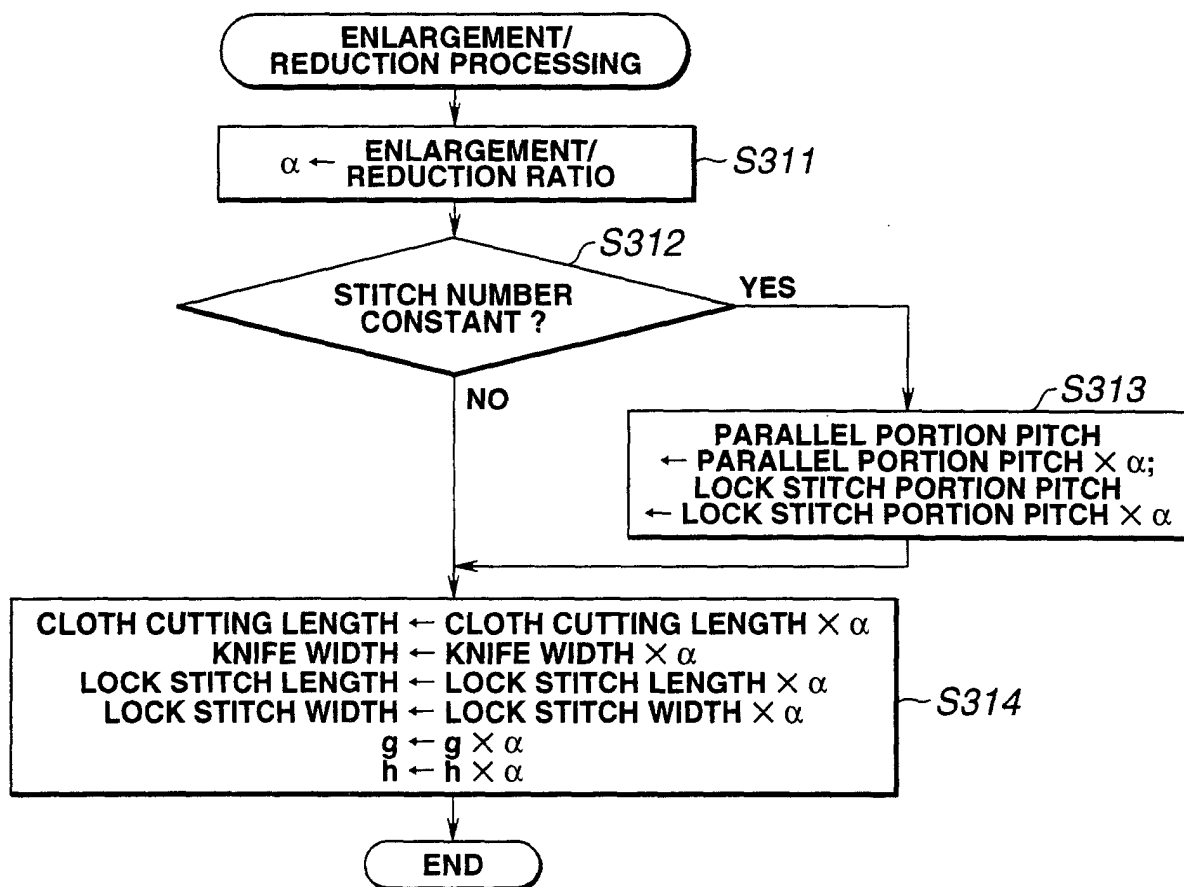 ENLARGEMENT/
REDUCTION PROCESSING
α ← ENLARGEMENT/
REDUCTION RATIO
S311
S312
STITCH NUMBER
CONSTANT ?
YES
NO
S313
PARALLEL PORTION PITCH
← PARALLEL PORTION PITCH × α;
LOCK STITCH PORTION PITCH
← LOCK STITCH PORTION PITCH × α
CLOTH CUTTING LENGTH ← CLOTH CUTTING LENGTH × α
KNIFE WIDTH ← KNIFE WIDTH × α
LOCK STITCH LENGTH ← LOCK STITCH LENGTH × α
LOCK STITCH WIDTH ← LOCK STITCH WIDTH × α
g ← g × α
h ← h × α
S314
END